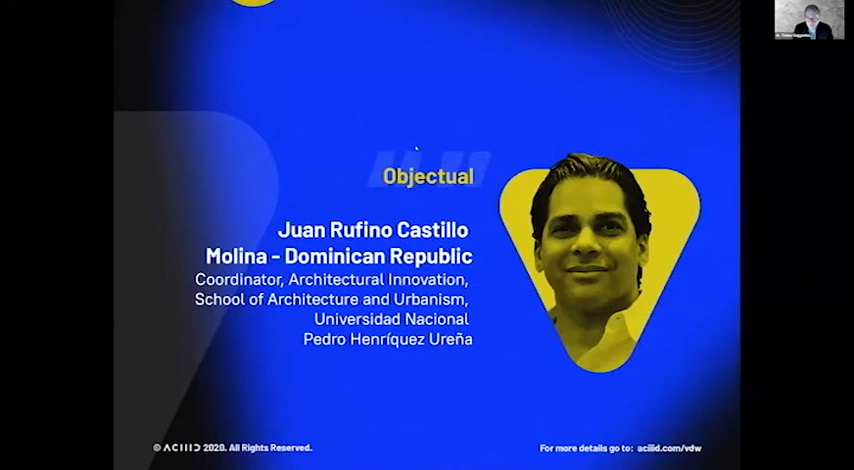 Objectual
Juan Rufino Castillo
Molina - Dominican Republic
Coordinator, Architectural Innovation,
School of Architecture and Urbanism,
Universidad Nacional
Pedro Henríquez Ureña
© ACIIID 2020. All Rights Reserved.
For more details go to: aciiid.com/vdw